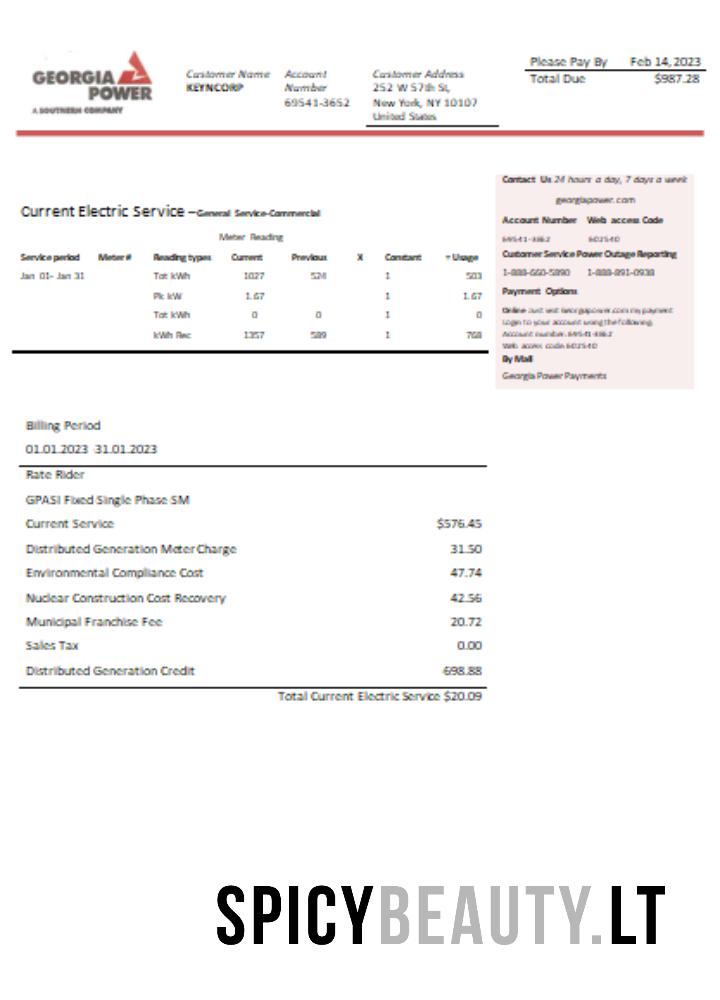 GEORGIA
POWER
A SOUTHERN COMPANY
Customer Name
KEYNCORP
Account
Number
69541-3652
Customer Address
252 W 57th St,
New York, NY 10107
United States
Please Pay By Feb 14,2023
Total Due $987.28
Contact Us 24 hours a day, 7 days a week
georgiapower.com
Account Number Web access Code
69541-3862 602540
Customer Service Power Outage Reporting
1-888-660-5890 1-888-891-0938
Payment Options
Online Just visit Georgiapower.com my payment
Login to your account using the following.
Account number. 69541-3862
Web access code 602540
By Mail
Georgia Power Payments
Current Electric Service –General Service-Commercial
Meter Reading
Service period Meter# Reading types Current Previous X Constant = Usage
Jan 01- Jan 31 Tot kWh 1027 524 1 503
Pk kW 1.67 1 1.67
Tot kWh 0 0 1 0
kWh Rec 1357 589 1 768
Billing Period
01.01.2023 31.01.2023
Rate Rider
GPASI Fixed Single Phase SM
Current Service $576.45
Distributed Generation Meter Charge 31.50
Environmental Compliance Cost 47.74
Nuclear Construction Cost Recovery 42.56
Municipal Franchise Fee 20.72
Sales Tax 0.00
Distributed Generation Credit -698.88
Total Current Electric Service $20.09
SPICYBEAUTY.LT